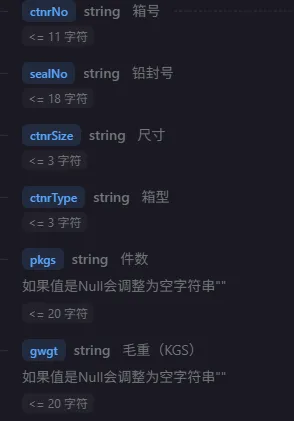 ctnrNo string 箱号
<= 11 字符
sealNo string 铅封号
<= 18 字符
ctnrSize string 尺寸
<= 3 字符
ctnrType string 箱型
<= 3 字符
pkgs string 件数
如果值是Null会调整为空字符串""
<= 20 字符
gwgt string 毛重（KGS）
如果值是Null会调整为空字符串""
<= 20 字符